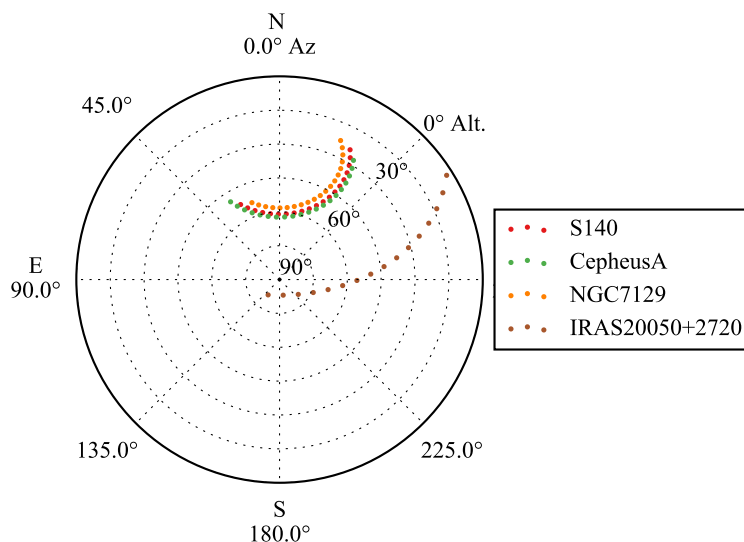 N
0.0° Az
45.0°
0° Alt.
30°
60°
E
90.0°
90°
135.0°
225.0°
S
180.0°
S140
CepheusA
NGC7129
IRAS20050+2720